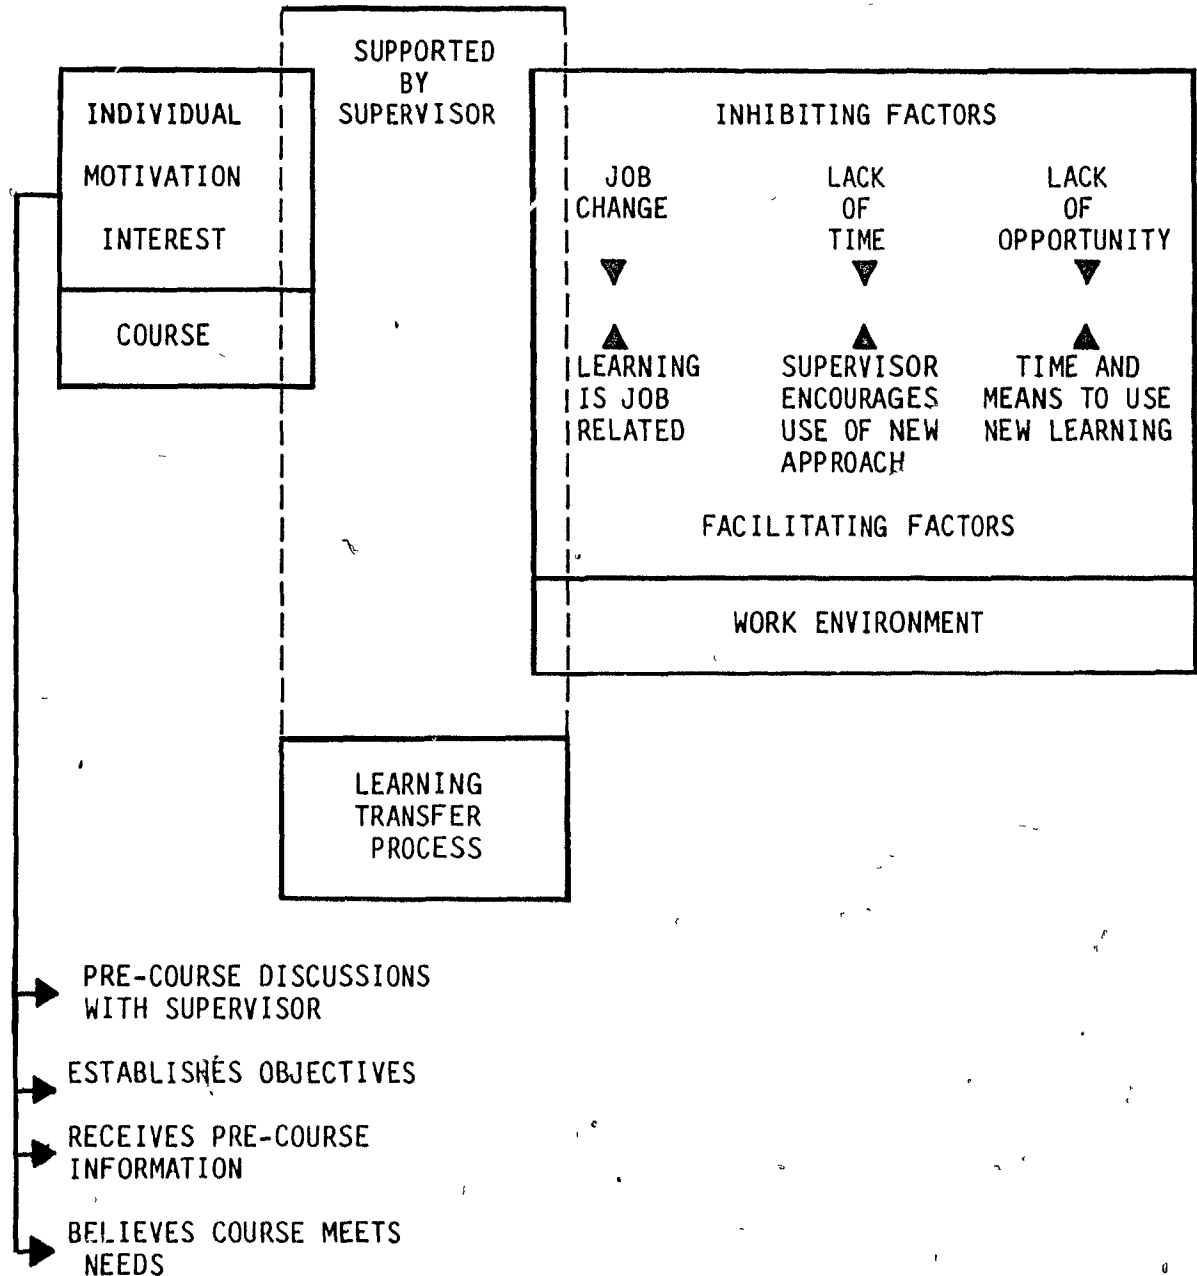 SUPPORTED
BY
SUPERVISOR
INDIVIDUAL
MOTIVATION
INTEREST
COURSE
INHIBITING FACTORS
JOB
CHANGE
LACK
OF
TIME
LACK
OF
OPPORTUNITY
LEARNING
IS JOB
RELATED
SUPERVISOR
ENCOURAGES
USE OF NEW
APPROACH
TIME AND
MEANS TO USE
NEW LEARNING
FACILITATING FACTORS
WORK ENVIRONMENT
LEARNING
TRANSFER
PROCESS
PRE-COURSE DISCUSSIONS
WITH SUPERVISOR
ESTABLISHES OBJECTIVES
RECEIVES PRE-COURSE
INFORMATION
BELIEVES COURSE MEETS
NEEDS